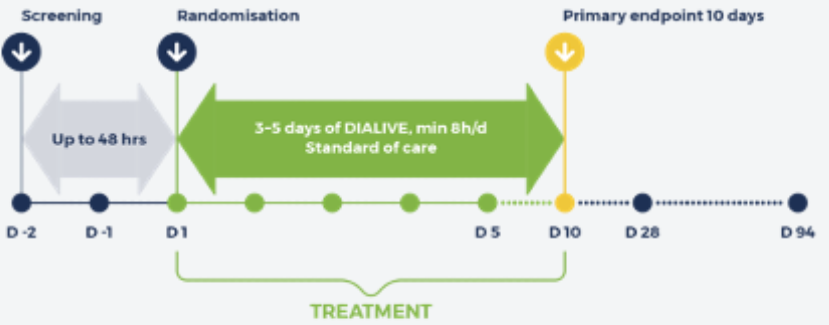 Screening
Randomisation
Primary endpoint 10 days
Up to 48 hrs
3-5 days of DIALIVE, min 8h/d
Standard of care
D -2
D -1
D 1
D 5
D 10
D 28
D 94
TREATMENT